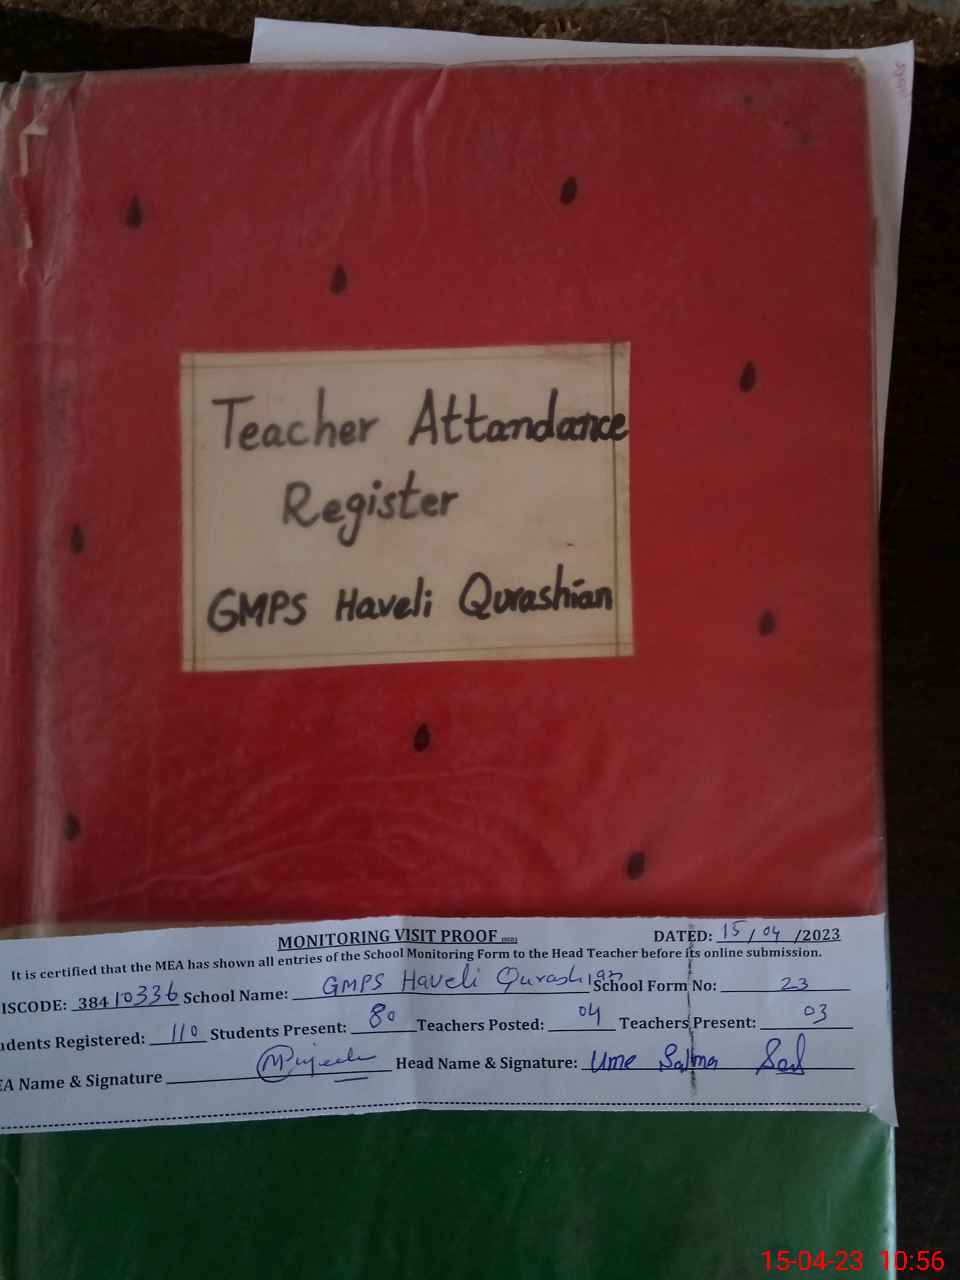 Teacher Attandance
Register
GMPS Haveli Qurashian
MONITORING VISIT PROOF
DATED: 15/04/2023
It is certified that the MEA has shown all entries of the School Monitoring Form to the Head Teacher before its online submission.
ISCODE: 38410336 School Name: GMPS Haveli Qurashian School Form No: 23
udents Registered: 110 Students Present: 80 Teachers Posted: 04 Teachers Present: 03
EA Name & Signature Head Name & Signature: Ume Salma
15-04-23 10:56